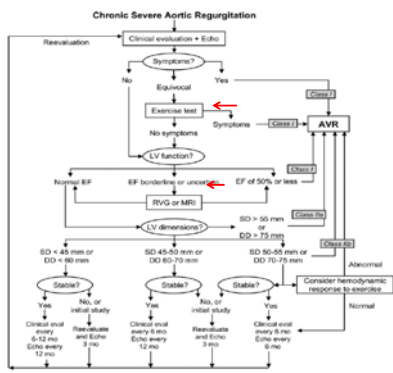 Chronic Severe Aortic Regurgitation
Reevaluation
Clinical evaluation + Echo
Symptoms?
No
Equivocal
Yes
Class I
Exercise test
Symptoms
Class I
AVR
No symptoms
LV function?
Class I
Normal EF
EF borderline or uncertain
EF of 50% or less
RVG or MRI
SD > 55 mm
or
DD > 75 mm
Class IIa
LV dimensions?
SD < 45 mm or
DD < 60 mm
SD 45-50 mm or
DD 60-70 mm
SD 50-55 mm or
DD 70-75 mm
Class IIb
Abnormal
Stable?
Stable?
Stable?
Consider hemodynamic
response to exercise
Yes
No, or
initial study
Yes
No, or
initial study
Yes
Normal
Clinical eval
every
6-12 mo
Echo every
12 mo
Reevaluate
and Echo
3 mo
Clinical eval
every 6 mo
Echo every
12 mo
Reevaluate
and Echo
3 mo
Clinical eval
every 6 mo
Echo every
6 mo